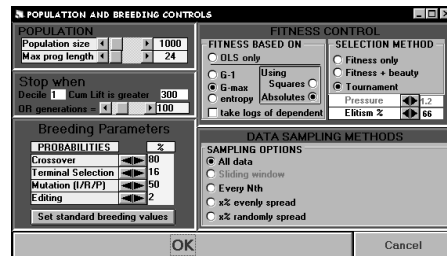 POPULATION AND BREEDING CONTROLS
POPULATION
Population size 1000
Max prog length 24
Stop when
Decile 1 Cum Lift is greater 300
OR generations = 100
Breeding Parameters
PROBABILITIES %
Crossover 80
Terminal Selection 16
Mutation (I/R/P) 50
Editing 2
Set standard breeding values
FITNESS CONTROL
FITNESS BASED ON
OLS only
G-1
G-max
entropy
Using
Squares
Absolutes
take logs of dependent
SELECTION METHOD
Fitness only
Fitness + beauty
Tournament
Pressure 1.2
Elitism % 66
DATA SAMPLING METHODS
SAMPLING OPTIONS
All data
Sliding window
Every Nth
x% evenly spread
x% randomly spread
OK
Cancel